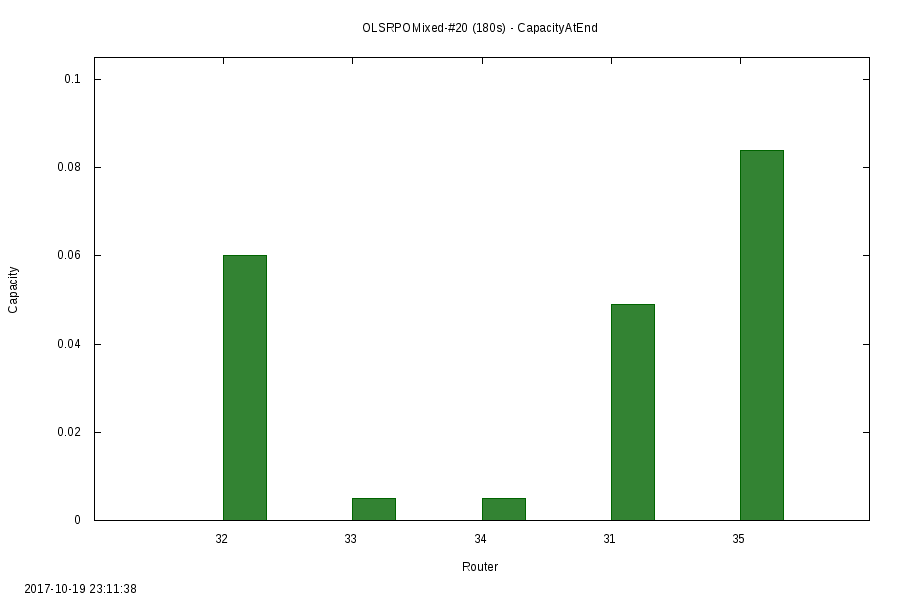 OLSRPOMixed-#20 (180s) - CapacityAtEnd
0.1
0.08
0.06
0.04
0.02
0
Capacity
32 33 34 31 35
Router
2017-10-19 23:11:38